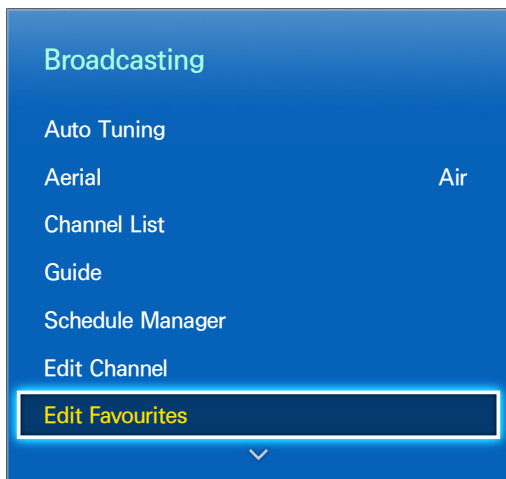 Broadcasting
Auto Tuning
Aerial Air
Channel List
Guide
Schedule Manager
Edit Channel
Edit Favourites